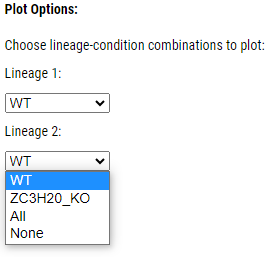 Plot Options:
Choose lineage-condition combinations to plot:
Lineage 1:
WT
Lineage 2:
WT
WT
ZC3H20_KO
All
None